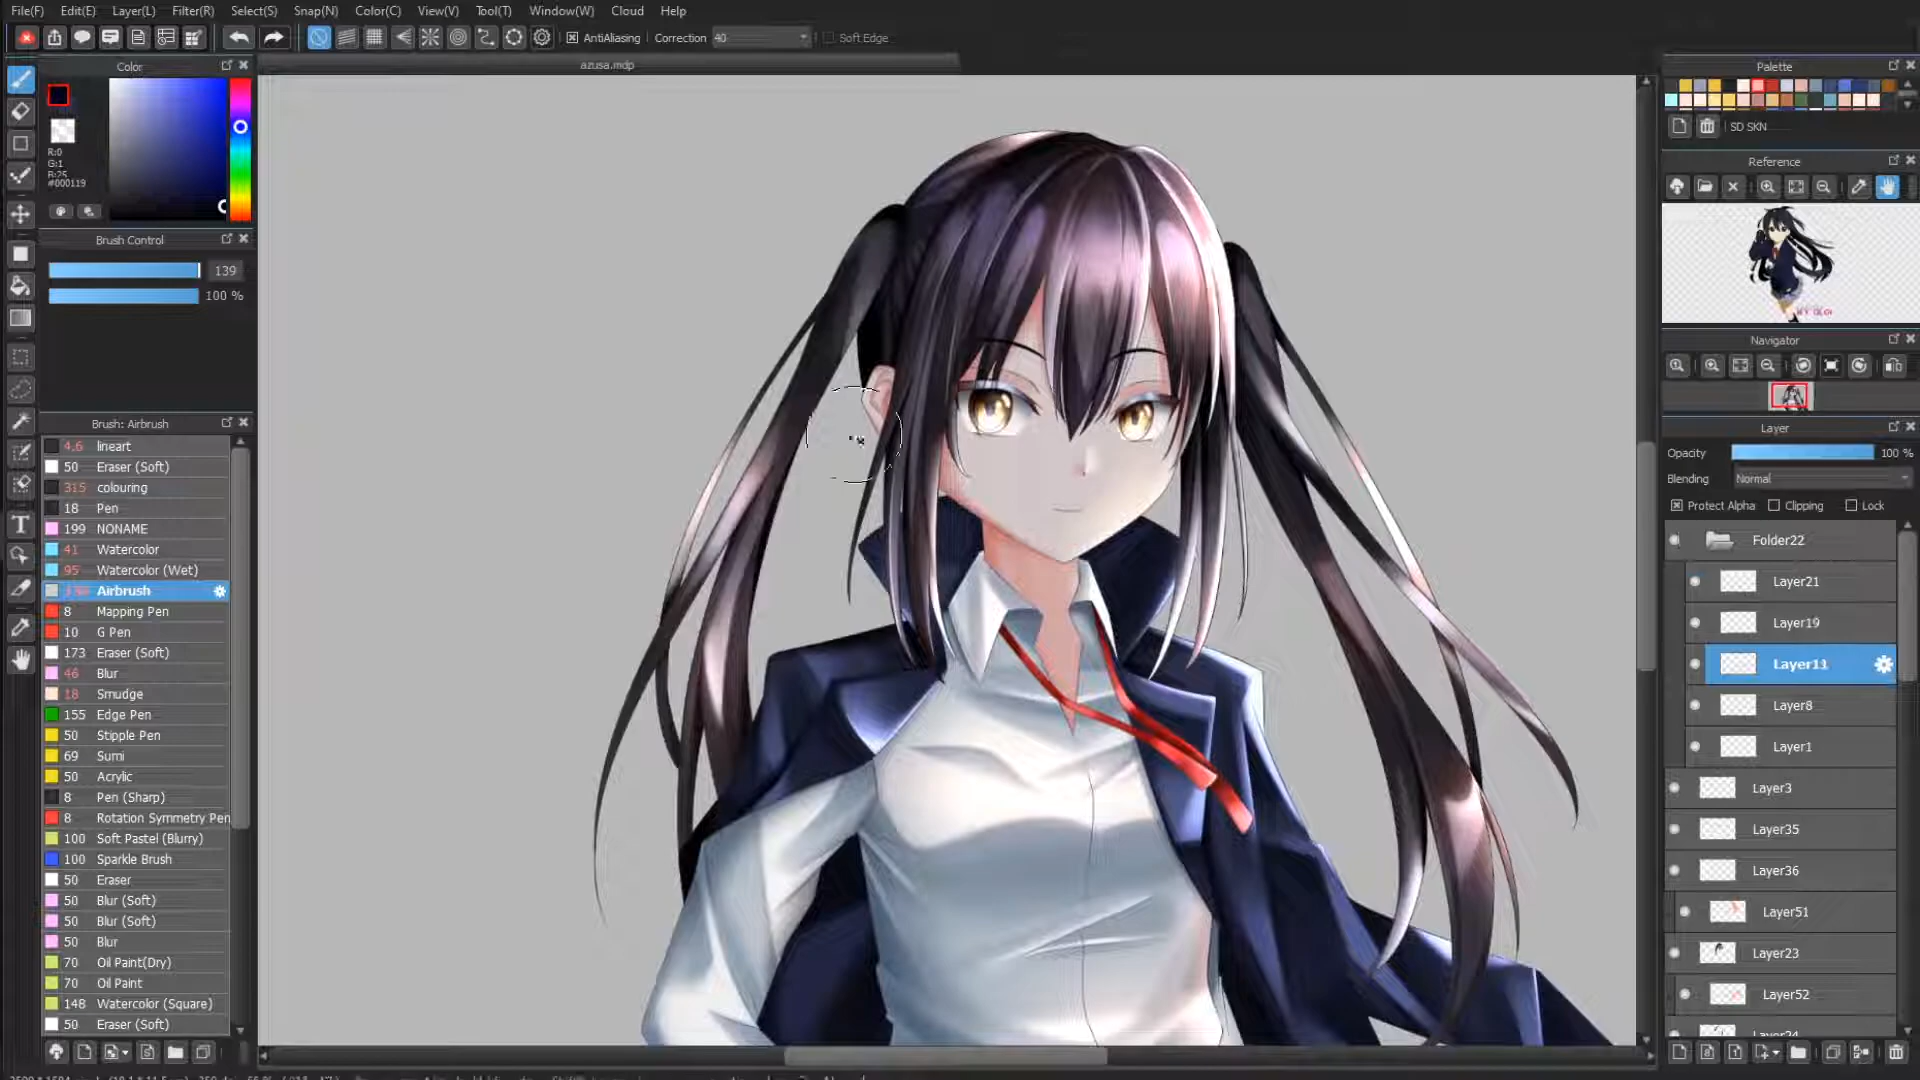 File(F) Edit(E) Layer(L) Filter(R) Select(S) Snap(N) Color(C) View(V) Tool(T) Window(W) Cloud Help
AntiAliasing Correction 40 Soft Edge
azusa.mdp
Color
R:0
G:1
B:25
#000119
Brush Control
139
100 %
Brush: Airbrush
4.6 lineart
50 Eraser (Soft)
315 colouring
18 Pen
199 NONAME
41 Watercolor
95 Watercolor (Wet)
Airbrush
8 Mapping Pen
10 G Pen
173 Eraser (Soft)
46 Blur
18 Smudge
155 Edge Pen
50 Stipple Pen
69 Sumi
50 Acrylic
8 Pen (Sharp)
8 Rotation Symmetry Pen
100 Soft Pastel (Blurry)
100 Sparkle Brush
50 Eraser
50 Blur (Soft)
50 Blur (Soft)
50 Blur
70 Oil Paint(Dry)
70 Oil Paint
148 Watercolor (Square)
50 Eraser (Soft)
Palette
SD SKN
Reference
Navigator
Layer
Opacity 100 %
Blending Normal
Protect Alpha Clipping Lock
Folder22
Layer21
Layer19
Layer11
Layer8
Layer1
Layer3
Layer35
Layer36
Layer51
Layer23
Layer52